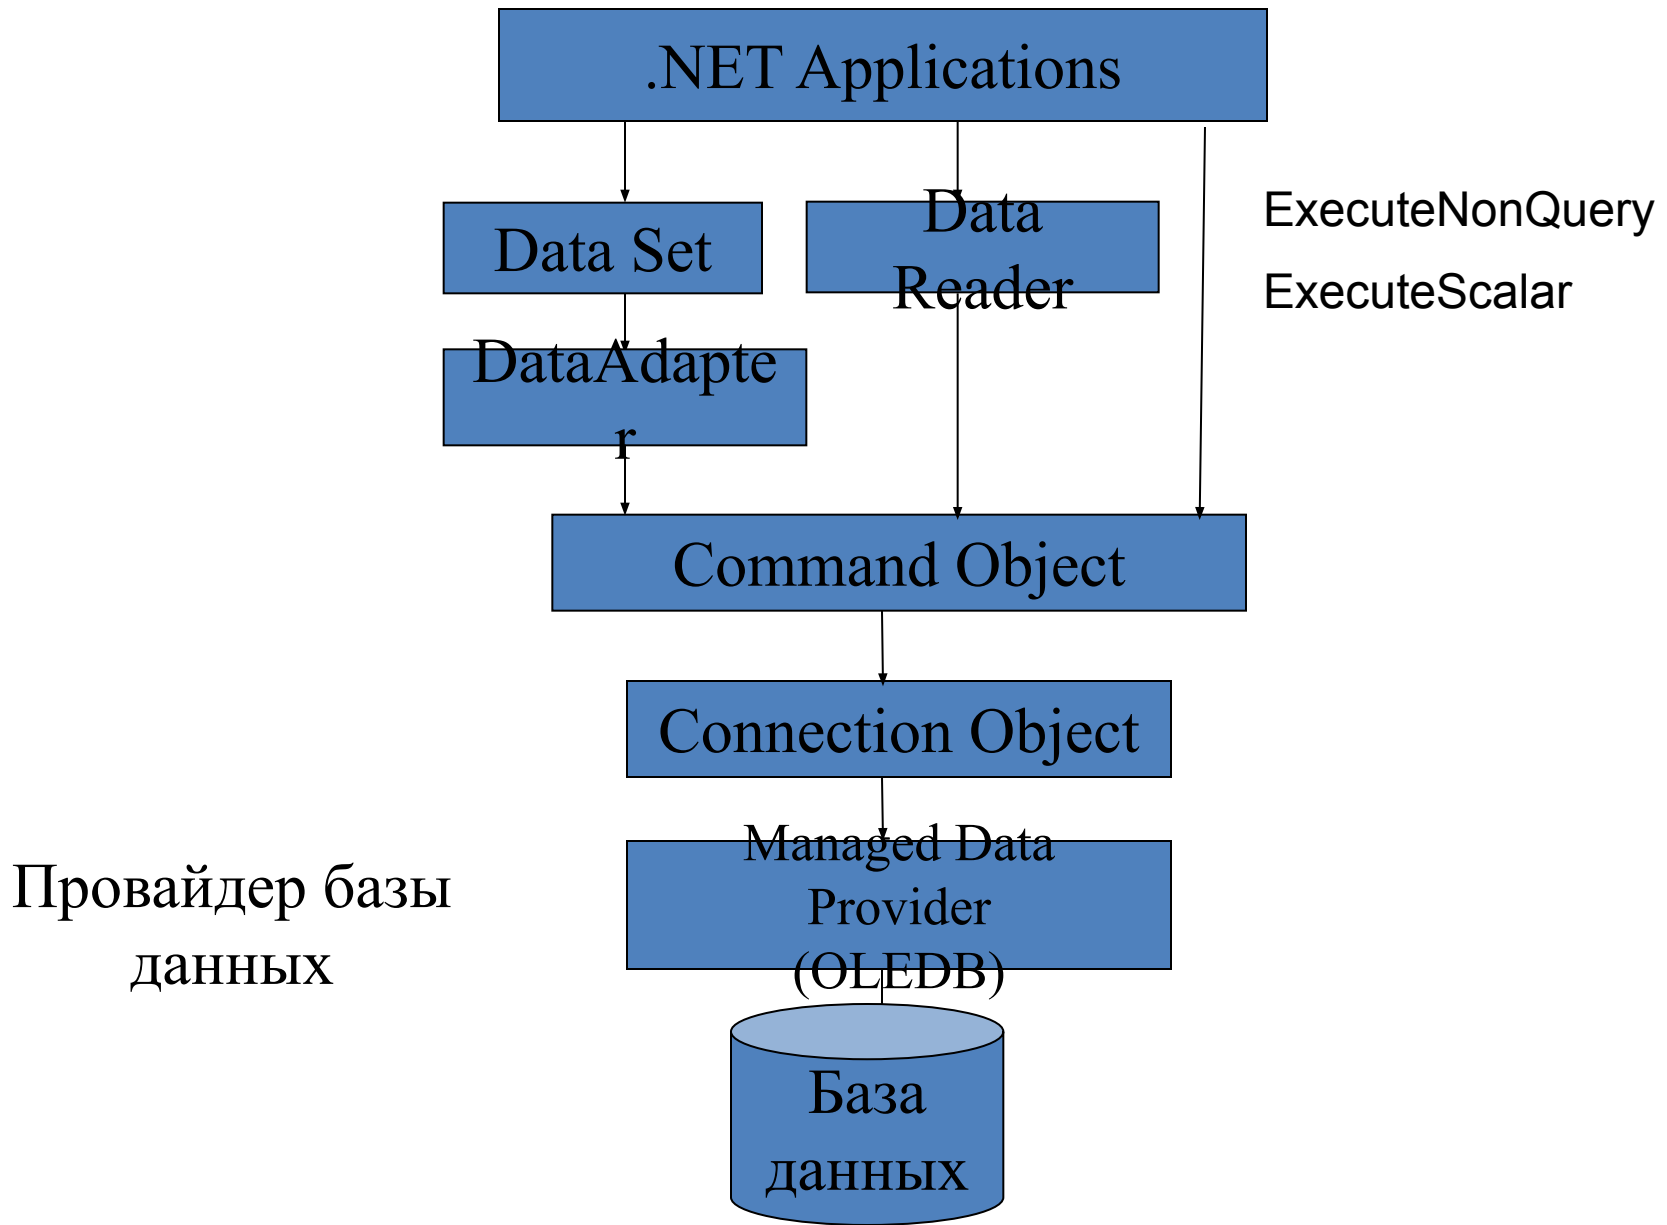 .NET Applications
Data Set
Data
Reader
ExecuteNonQuery
ExecuteScalar
DataAdapte
r
Command Object
Connection Object
Managed Data
Provider
(OLEDB)
Провайдер базы
данных
База
данных